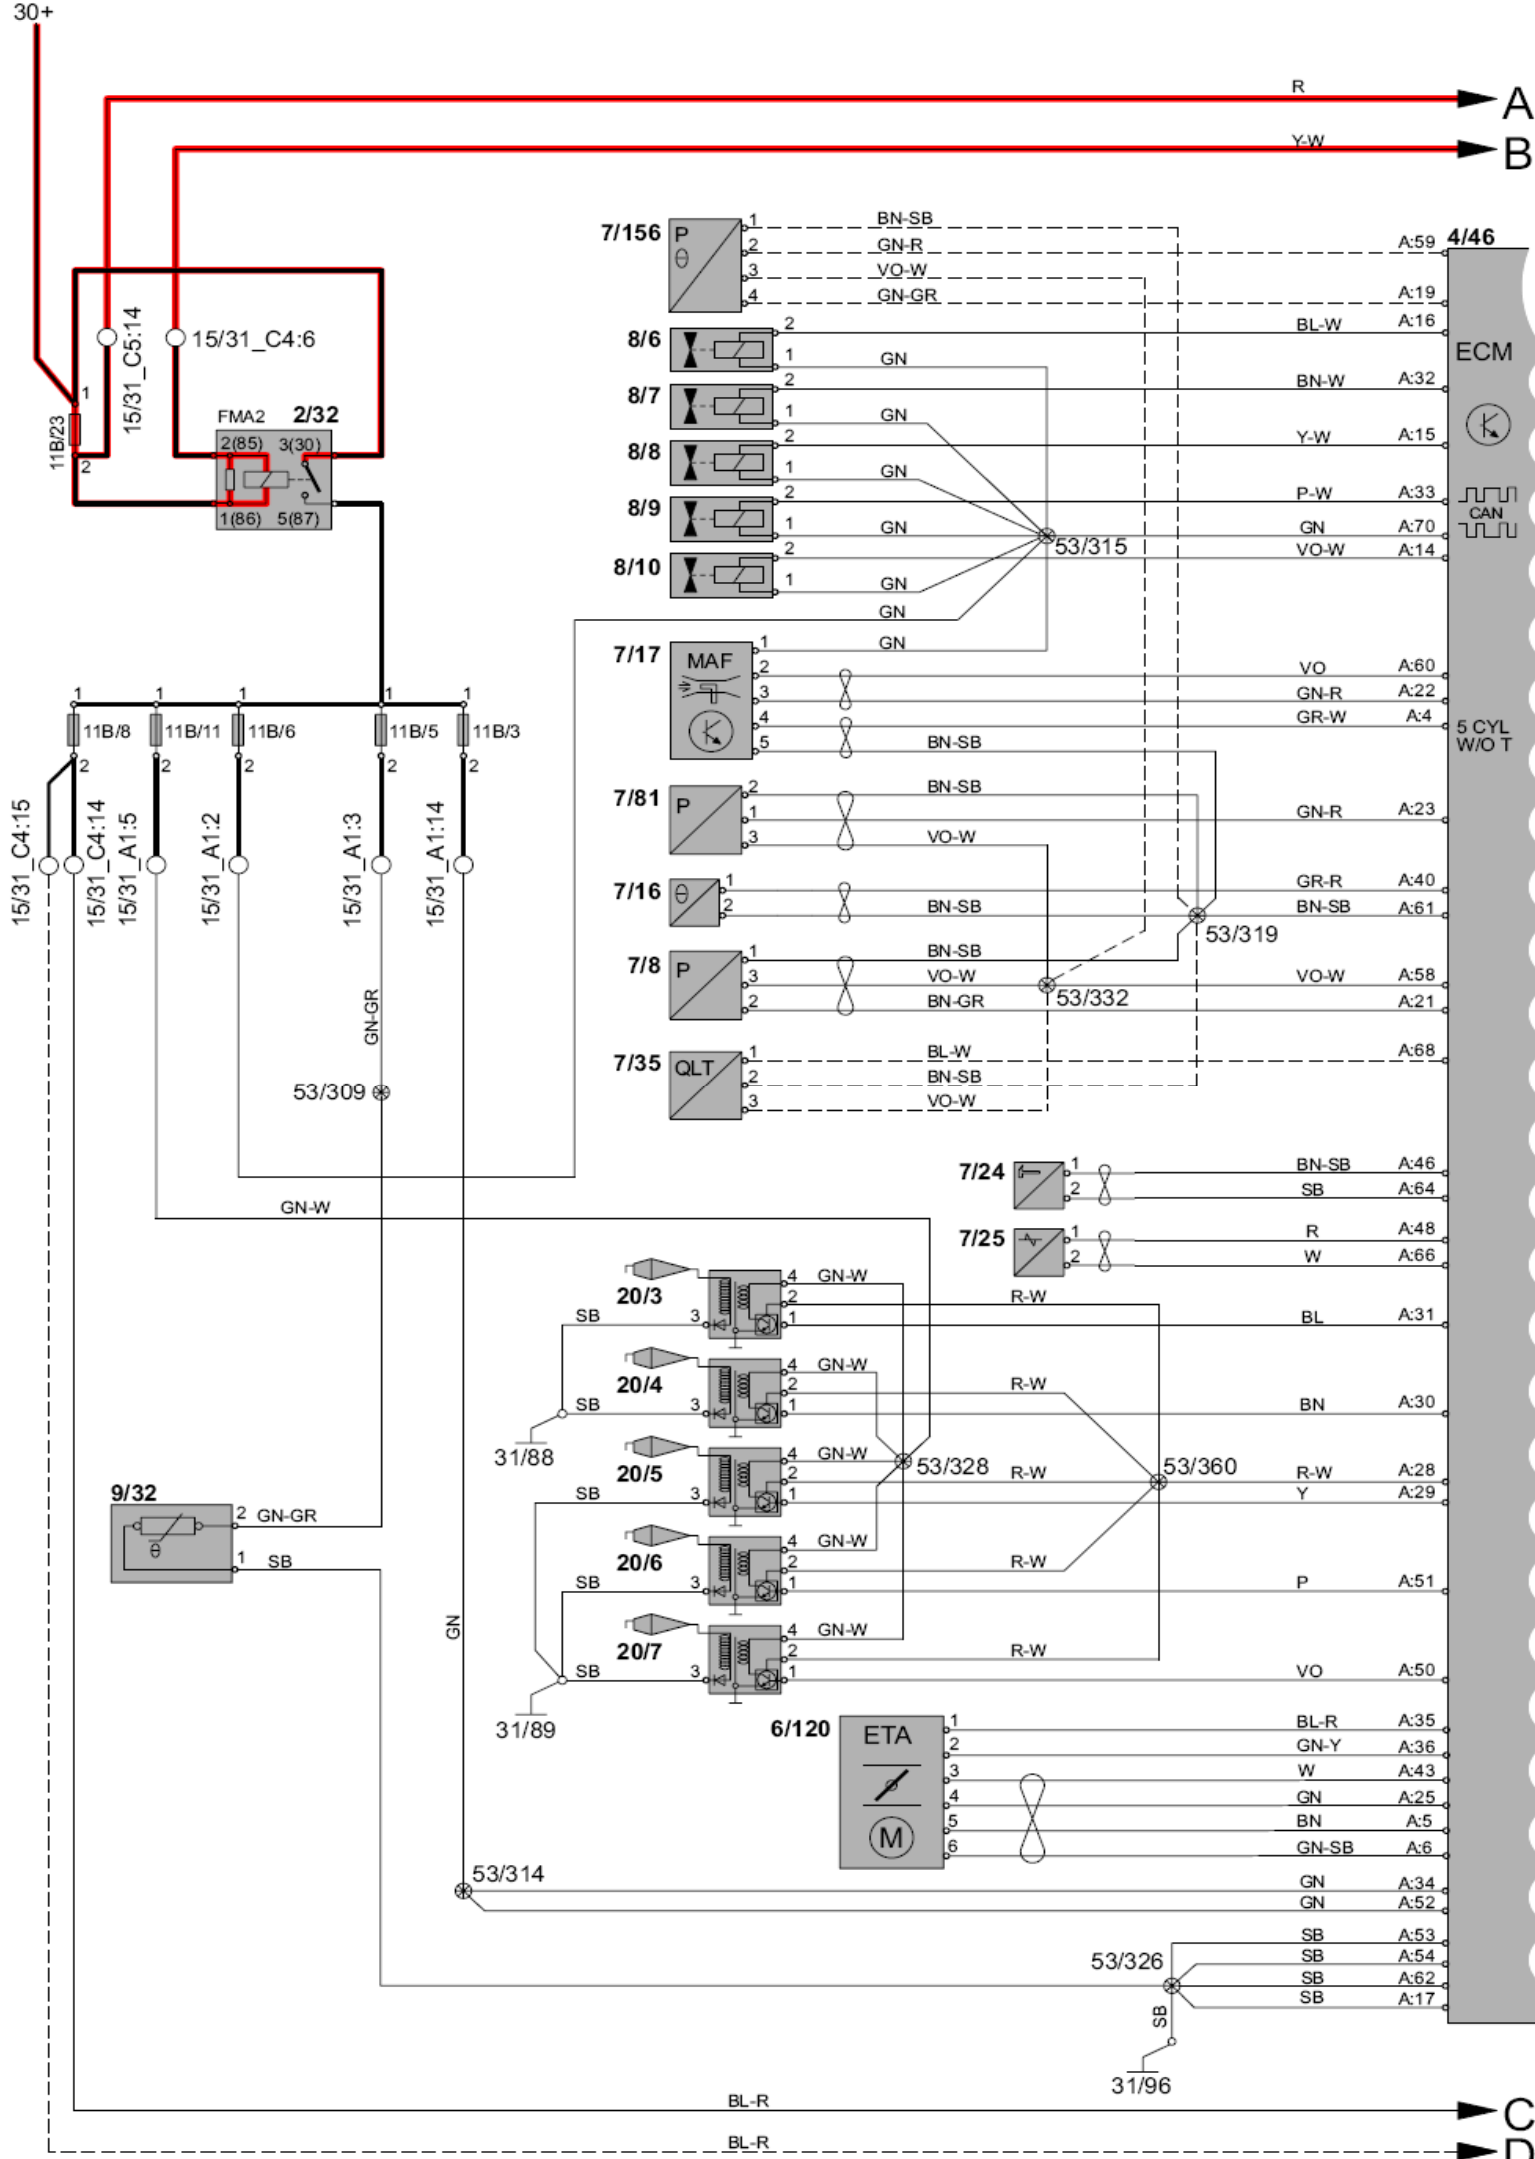 30+
R
A
Y-W
B
15/31_C5:14
15/31_C4:6
1
11B/23
2
FMA2 2/32
2(85) 3(30)
1(86) 5(87)
7/156
P
θ
1 BN-SB
2 GN-R A:59
3 VO-W
4 GN-GR A:19
4/46
ECM
CAN
5 CYL
W/O T
8/6
2 BL-W A:16
1 GN
8/7
2 BN-W A:32
1 GN
8/8
2 Y-W A:15
1 GN
8/9
2 P-W A:33
1 GN GN A:70
53/315
8/10
2 VO-W A:14
1 GN
GN
7/17
MAF
1 GN
2 VO A:60
3 GN-R A:22
4 GR-W A:4
5 BN-SB
1 1 1 1 1
11B/8 11B/11 11B/6 11B/5 11B/3
2 2 2 2 2
15/31_C4:15
15/31_C4:14
15/31_A1:5
15/31_A1:2
15/31_A1:3
15/31_A1:14
7/81
P
2 BN-SB
1 GN-R A:23
3 VO-W
7/16
θ
1 GR-R A:40
2 BN-SB BN-SB A:61
53/319
7/8
P
1 BN-SB
3 VO-W VO-W A:58
53/332
2 BN-GR A:21
7/35
QLT
1 BL-W A:68
2 BN-SB
3 VO-W
GN-GR
53/309
7/24
1 BN-SB A:46
2 SB A:64
GN-W
7/25
1 R A:48
2 W A:66
20/3
4 GN-W
2 R-W
SB 3 1 BL A:31
20/4
4 GN-W
2 R-W
SB 3 1 BN A:30
31/88
20/5
4 GN-W 53/328
2 R-W 53/360 R-W A:28
SB 3 1 Y A:29
9/32
2 GN-GR
θ
1 SB
20/6
4 GN-W
2 R-W
SB 3 1 P A:51
GN
20/7
4 GN-W
2 R-W
SB 3 1 VO A:50
31/89
6/120
ETA
M
1 BL-R A:35
2 GN-Y A:36
3 W A:43
4 GN A:25
5 BN A:5
6 GN-SB A:6
53/314
GN A:34
GN A:52
53/326
SB A:53
SB A:54
SB A:62
SB A:17
SB
31/96
BL-R
C
BL-R
D